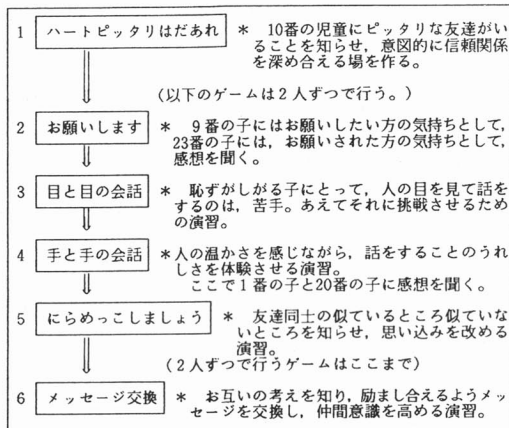 1 ハートピッタリはだあれ * 10番の児童にピッタリな友達がい
ることを知らせ，意図的に信頼関係
を深め合える場を作る。
(以下のゲームは2人ずつで行う。)
2 お願いします * 9番の子にはお願いしたい方の気持ちとして，
23番の子には，お願いされた方の気持ちとして，
感想を聞く。
3 目と目の会話 * 恥ずがしがる子にとって，人の目を見て話を
するのは，苦手。あえてそれに挑戦させるため
の演習。
4 手と手の会話 *人の温かさを感じながら，話をすることのうれ
しさを体験させる演習。
ここで1番の子と20番の子に感想を聞く。
5 にらめっこしましょう * 友達同士の似ているところ似ていな
いところを知らせ，思い込みを改める
演習。
(2人ずつで行うゲームはここまで)
6 メッセージ交換 * お互いの考えを知り，励まし合えるようメッ
セージを交換し，仲間意識を高める演習。